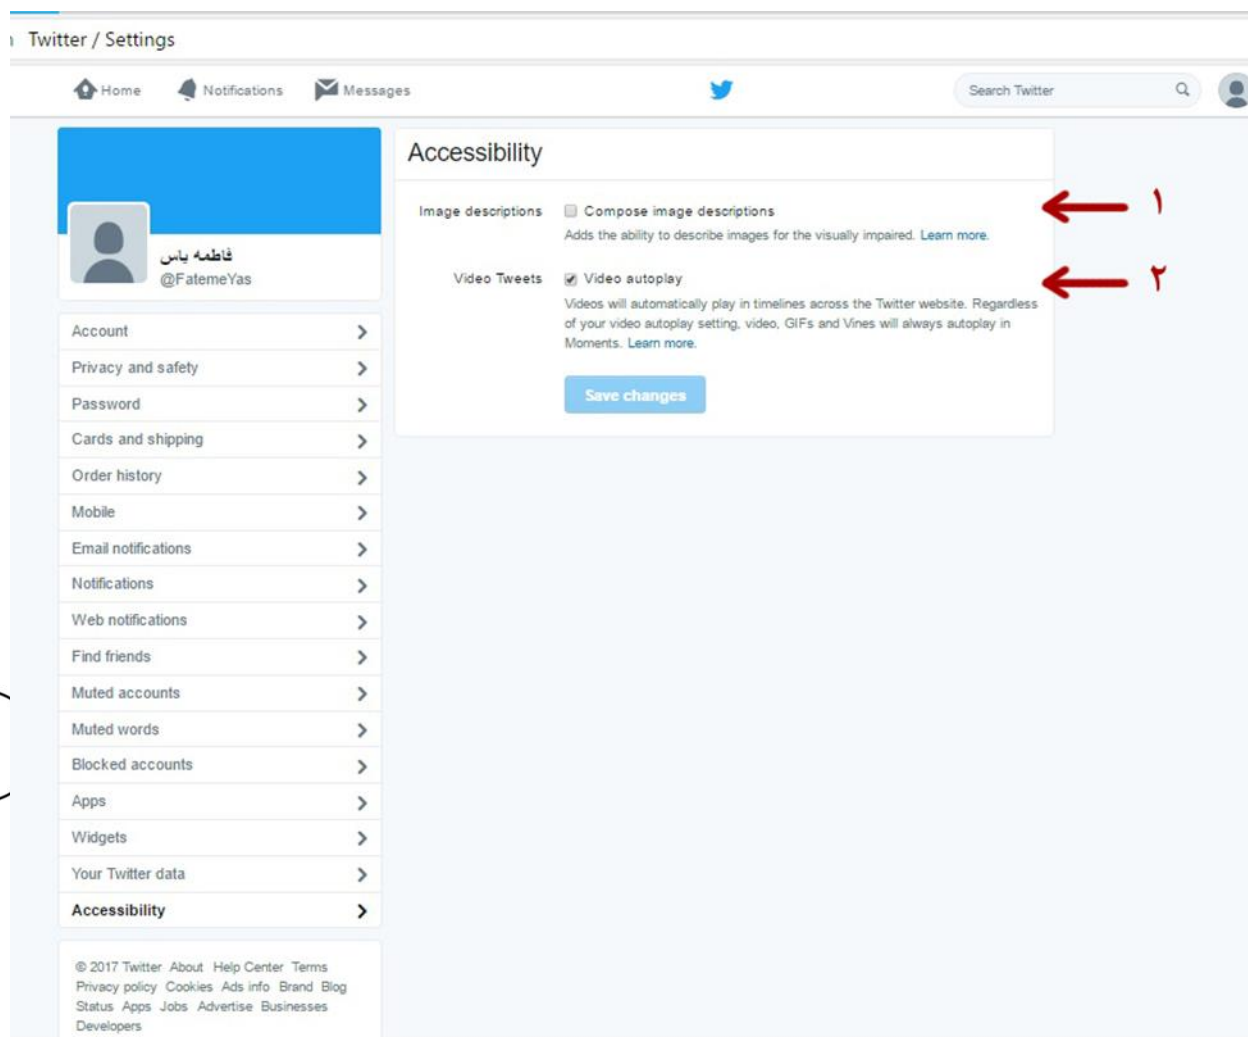 Twitter / Settings
Home Notifications Messages Search Twitter
فاطمه یاس
@FatemeYas
Account
Privacy and safety
Password
Cards and shipping
Order history
Mobile
Email notifications
Notifications
Web notifications
Find friends
Muted accounts
Muted words
Blocked accounts
Apps
Widgets
Your Twitter data
Accessibility
© 2017 Twitter About Help Center Terms
Privacy policy Cookies Ads info Brand Blog
Status Apps Jobs Advertise Businesses
Developers
Accessibility
Image descriptions Compose image descriptions ۱
Adds the ability to describe images for the visually impaired. Learn more.
Video Tweets Video autoplay ۲
Videos will automatically play in timelines across the Twitter website. Regardless
of your video autoplay setting, video, GIFs and Vines will always autoplay in
Moments. Learn more.
Save changes